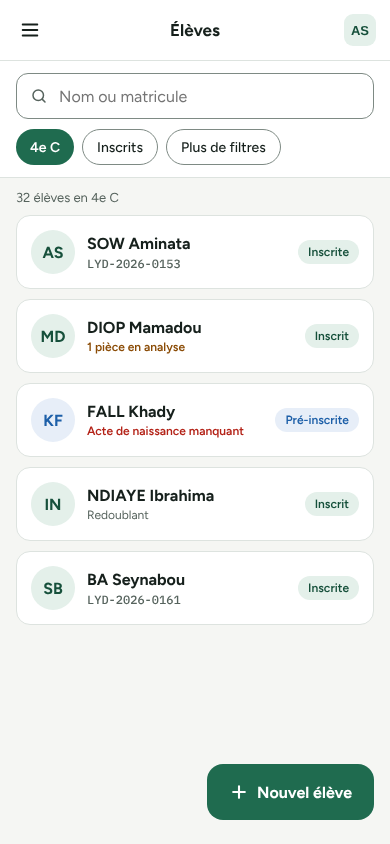 Élèves
AS
Nom ou matricule
4e C
Inscrits
Plus de filtres
32 élèves en 4e C
AS
SOW Aminata
LYD-2026-0153
Inscrite
MD
DIOP Mamadou
1 pièce en analyse
Inscrit
KF
FALL Khady
Acte de naissance manquant
Pré-inscrite
IN
NDIAYE Ibrahima
Redoublant
Inscrit
SB
BA Seynabou
LYD-2026-0161
Inscrite
Nouvel élève